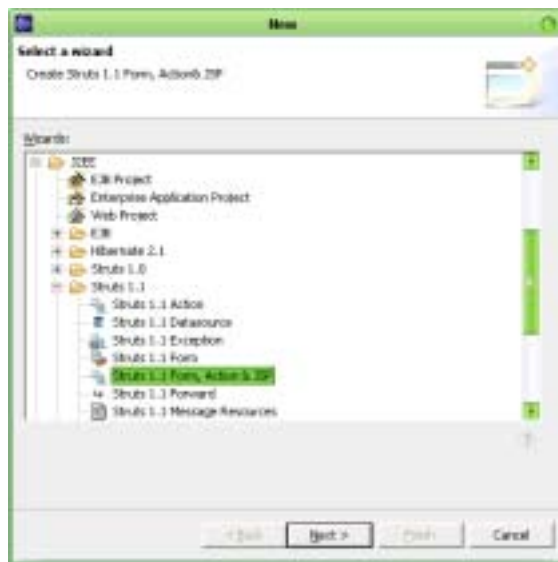 New
Select a wizard
Create Struts 1.1 Form, Action& JSP
Wizards:
J2EE
EJB Project
Enterprise Application Project
Web Project
EJB
Hibernate 2.1
Struts 1.0
Struts 1.1
Struts 1.1 Action
Struts 1.1 Datasource
Struts 1.1 Exception
Struts 1.1 Form
Struts 1.1 Form, Action & JSP
Struts 1.1 Forward
Struts 1.1 Message Resources
< Back Next > Finish Cancel